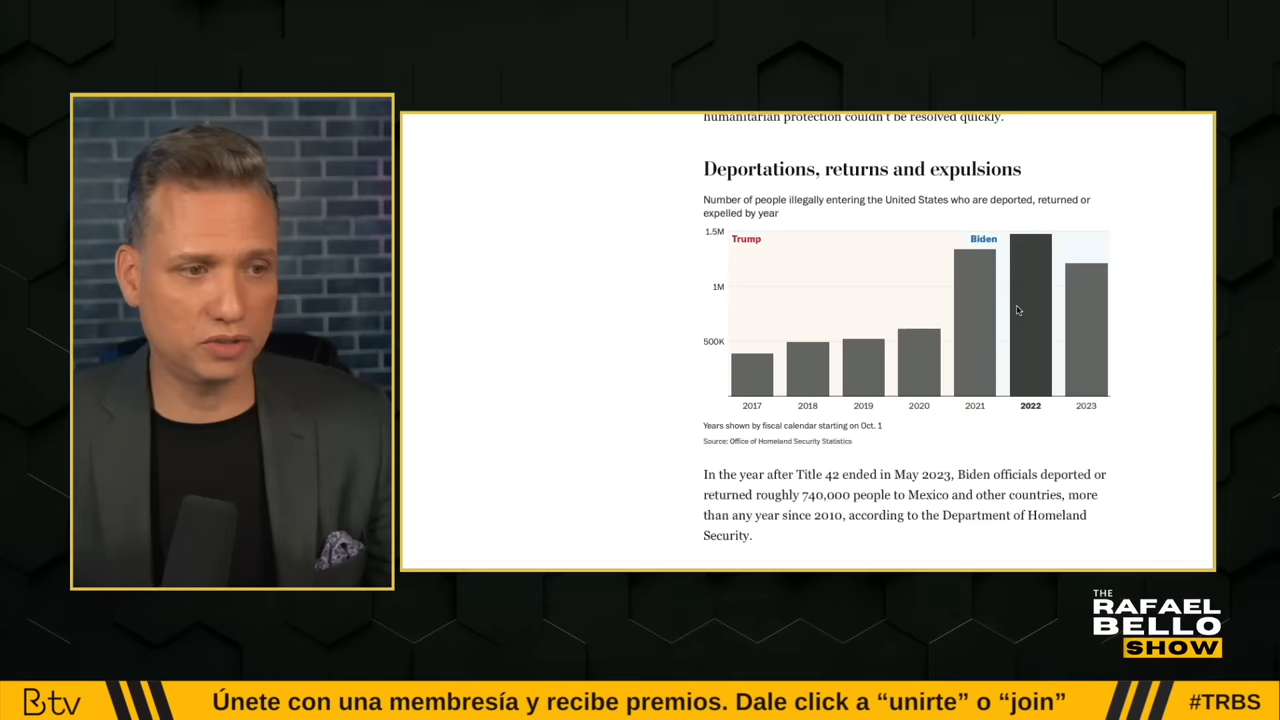 humanitarian protection couldn't be resolved quickly.
Deportations, returns and expulsions
Number of people illegally entering the United States who are deported, returned or
expelled by year
1.5M
Trump
Biden
1M
500K
2017 2018 2019 2020 2021 2022 2023
Years shown by fiscal calendar starting on Oct. 1
Source: Office of Homeland Security Statistics
In the year after Title 42 ended in May 2023, Biden officials deported or
returned roughly 740,000 people to Mexico and other countries, more
than any year since 2010, according to the Department of Homeland
Security.
THE
RAFAEL
BELLO
SHOW
Btv
Únete con una membresía y recibe premios. Dale click a “unirte” o “join”
#TRBS